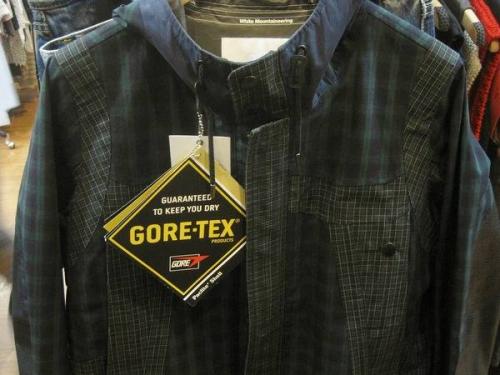 White Mountaineering
GUARANTEED
TO KEEP YOU DRY
GORE-TEX®
PRODUCTS
GORE
Paclite® Shell